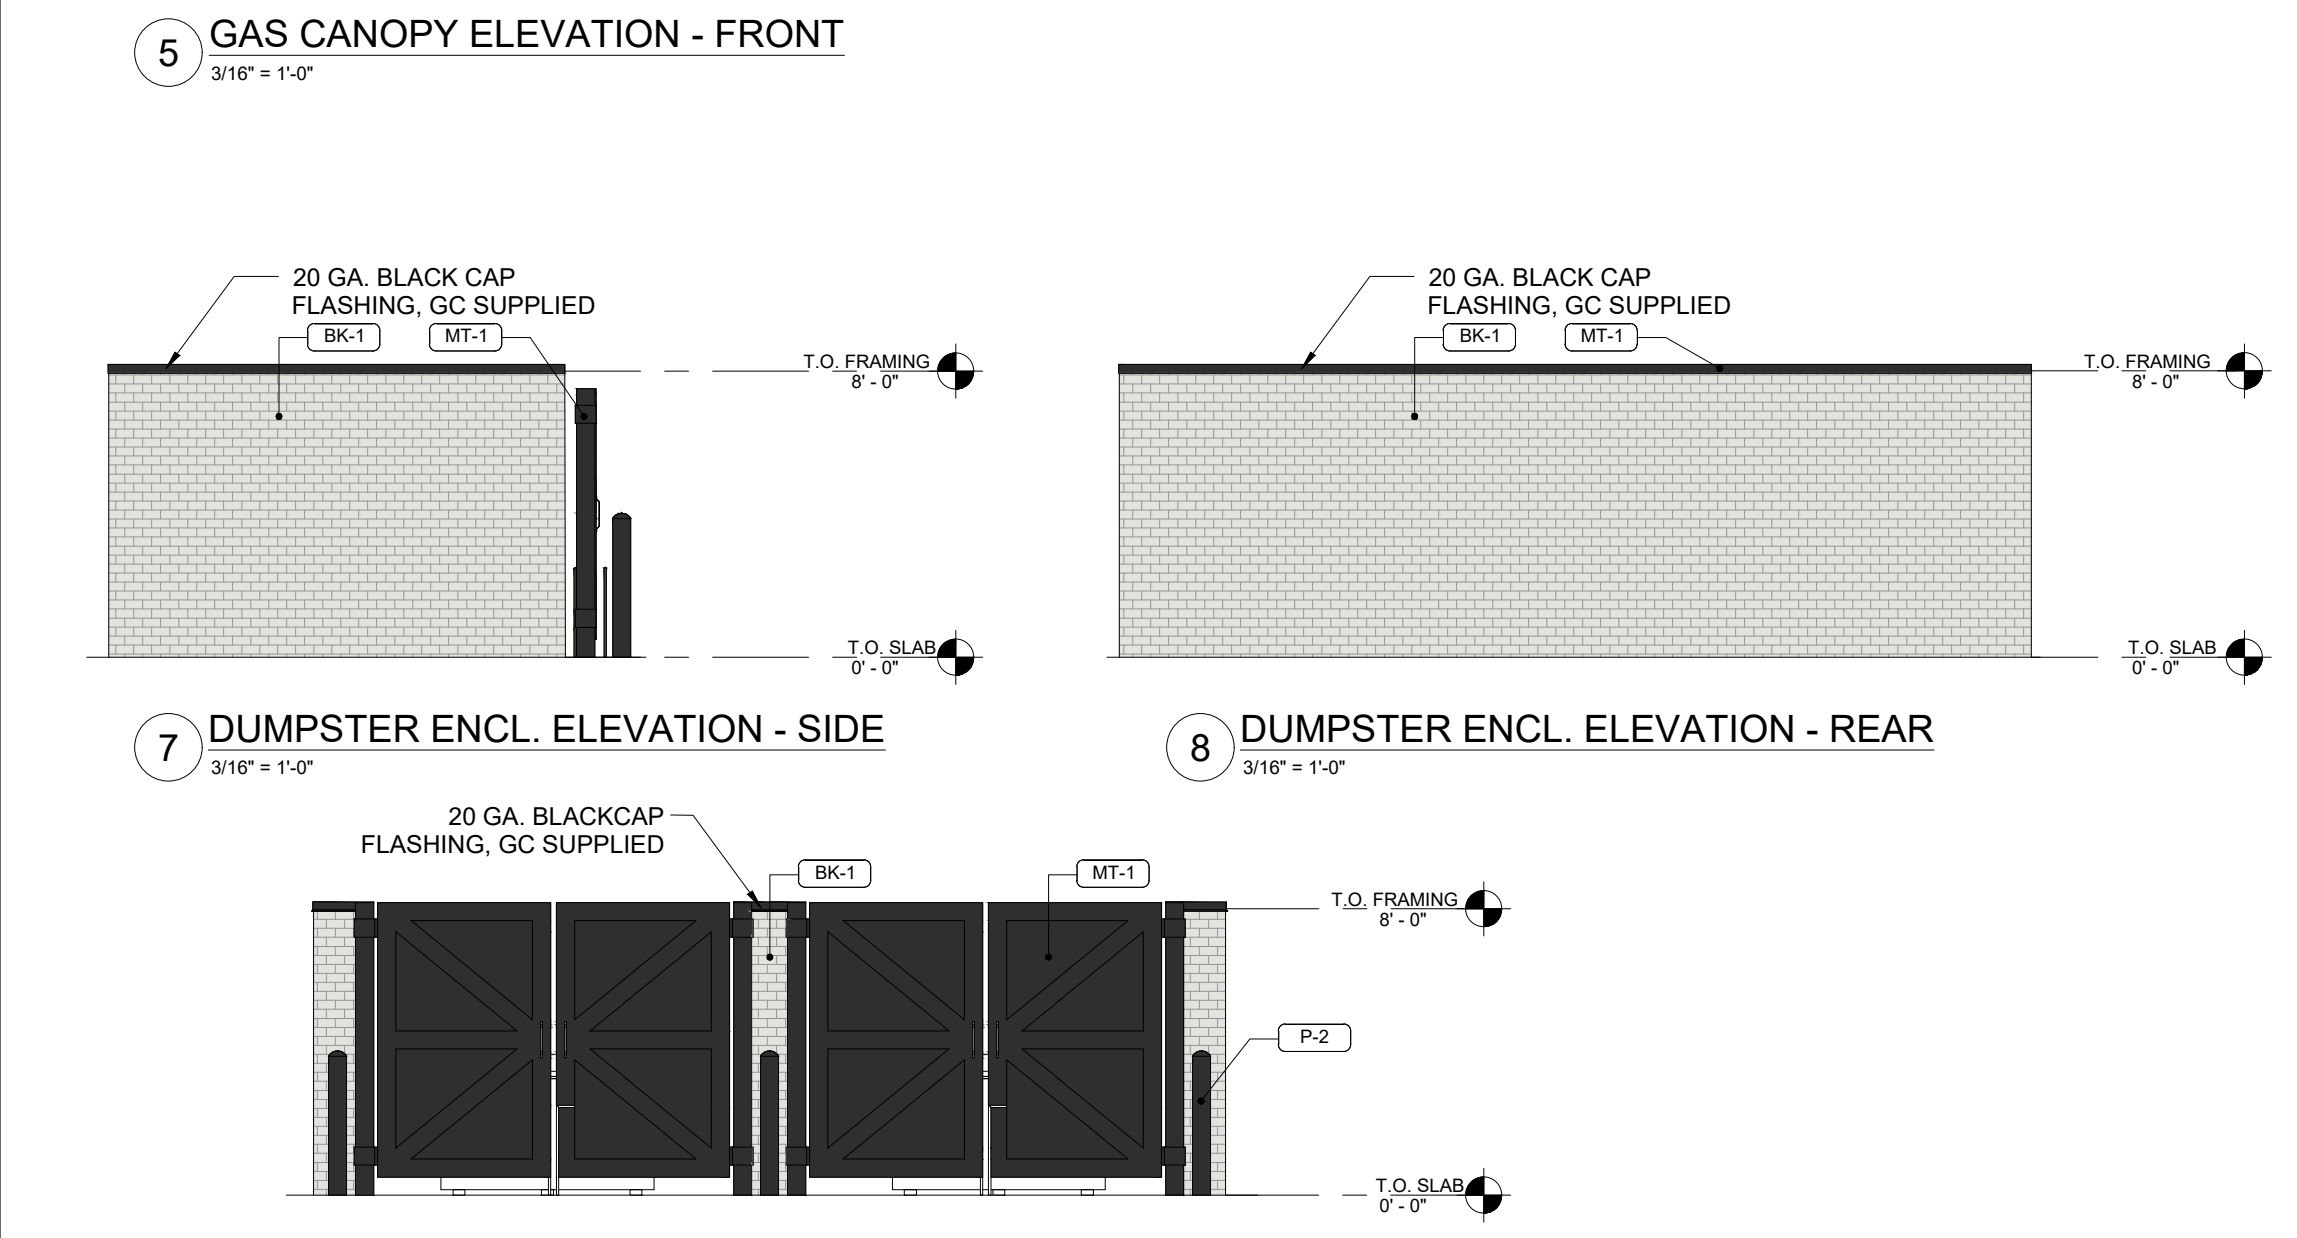 5
GAS CANOPY ELEVATION - FRONT
3/16" = 1'-0"
20 GA. BLACK CAP
FLASHING, GC SUPPLIED
BK-1
MT-1
T.O. FRAMING
8' - 0"
T.O. SLAB
0' - 0"
20 GA. BLACK CAP
FLASHING, GC SUPPLIED
BK-1
MT-1
T.O. FRAMING
8' - 0"
T.O. SLAB
0' - 0"
7
DUMPSTER ENCL. ELEVATION - SIDE
3/16" = 1'-0"
8
DUMPSTER ENCL. ELEVATION - REAR
3/16" = 1'-0"
20 GA. BLACKCAP
FLASHING, GC SUPPLIED
BK-1
MT-1
T.O. FRAMING
8' - 0"
P-2
T.O. SLAB
0' - 0"